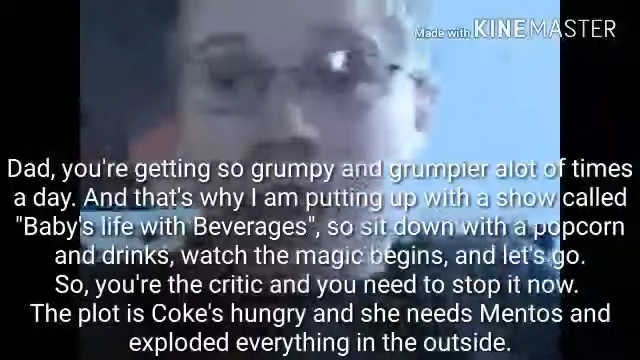 Made with KINEMASTER
Dad, you're getting so grumpy and grumpier alot of times
a day. And that's why I am putting up with a show called
"Baby's life with Beverages", so sit down with a popcorn
and drinks, watch the magic begins, and let's go.
So, you're the critic and you need to stop it now.
The plot is Coke's hungry and she needs Mentos and
exploded everything in the outside.